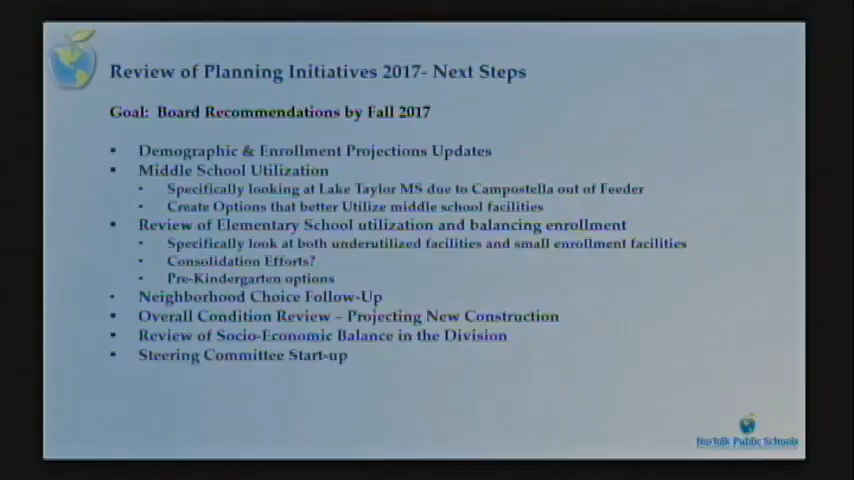 Review of Planning Initiatives 2017- Next Steps
Goal: Board Recommendations by Fall 2017
▪ Demographic & Enrollment Projections Updates
▪ Middle School Utilization
▪ Specifically looking at Lake Taylor MS due to Campostella out of Feeder
▪ Create Options that better Utilize middle school facilities
▪ Review of Elementary School utilization and balancing enrollment
▪ Specifically look at both underutilized facilities and small enrollment facilities
▪ Consolidation Efforts?
▪ Pre-Kindergarten options
▪ Neighborhood Choice Follow-Up
▪ Overall Condition Review – Projecting New Construction
▪ Review of Socio-Economic Balance in the Division
▪ Steering Committee Start-up
Norfolk Public Schools